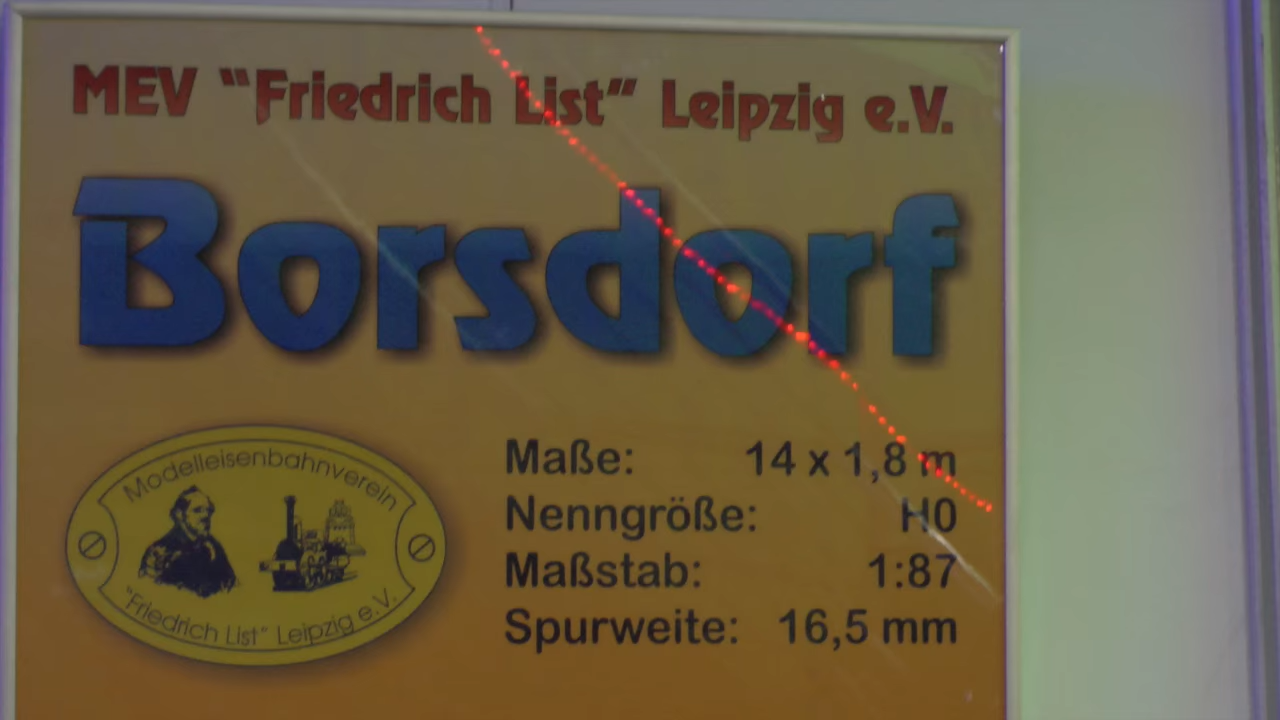 MEV "Friedrich List" Leipzig e.V.
Borsdorf
Modelleisenbahnverein
"Friedrich List" Leipzig e.V.
Maße: 14 x 1,8 m
Nenngröße: H0
Maßstab: 1:87
Spurweite: 16,5 mm